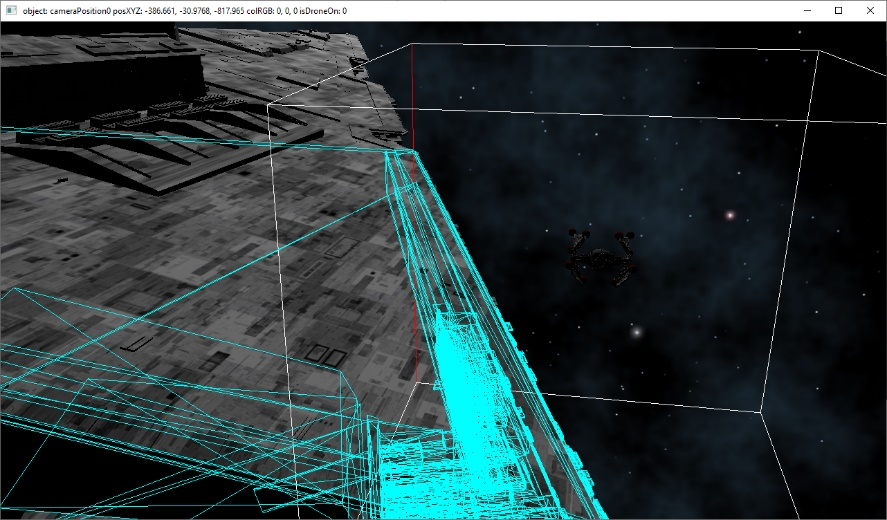 object: cameraPosition0 posXYZ: -386.661, -30.9768, -817.965 colRGB: 0, 0, 0 isDroneOn: 0